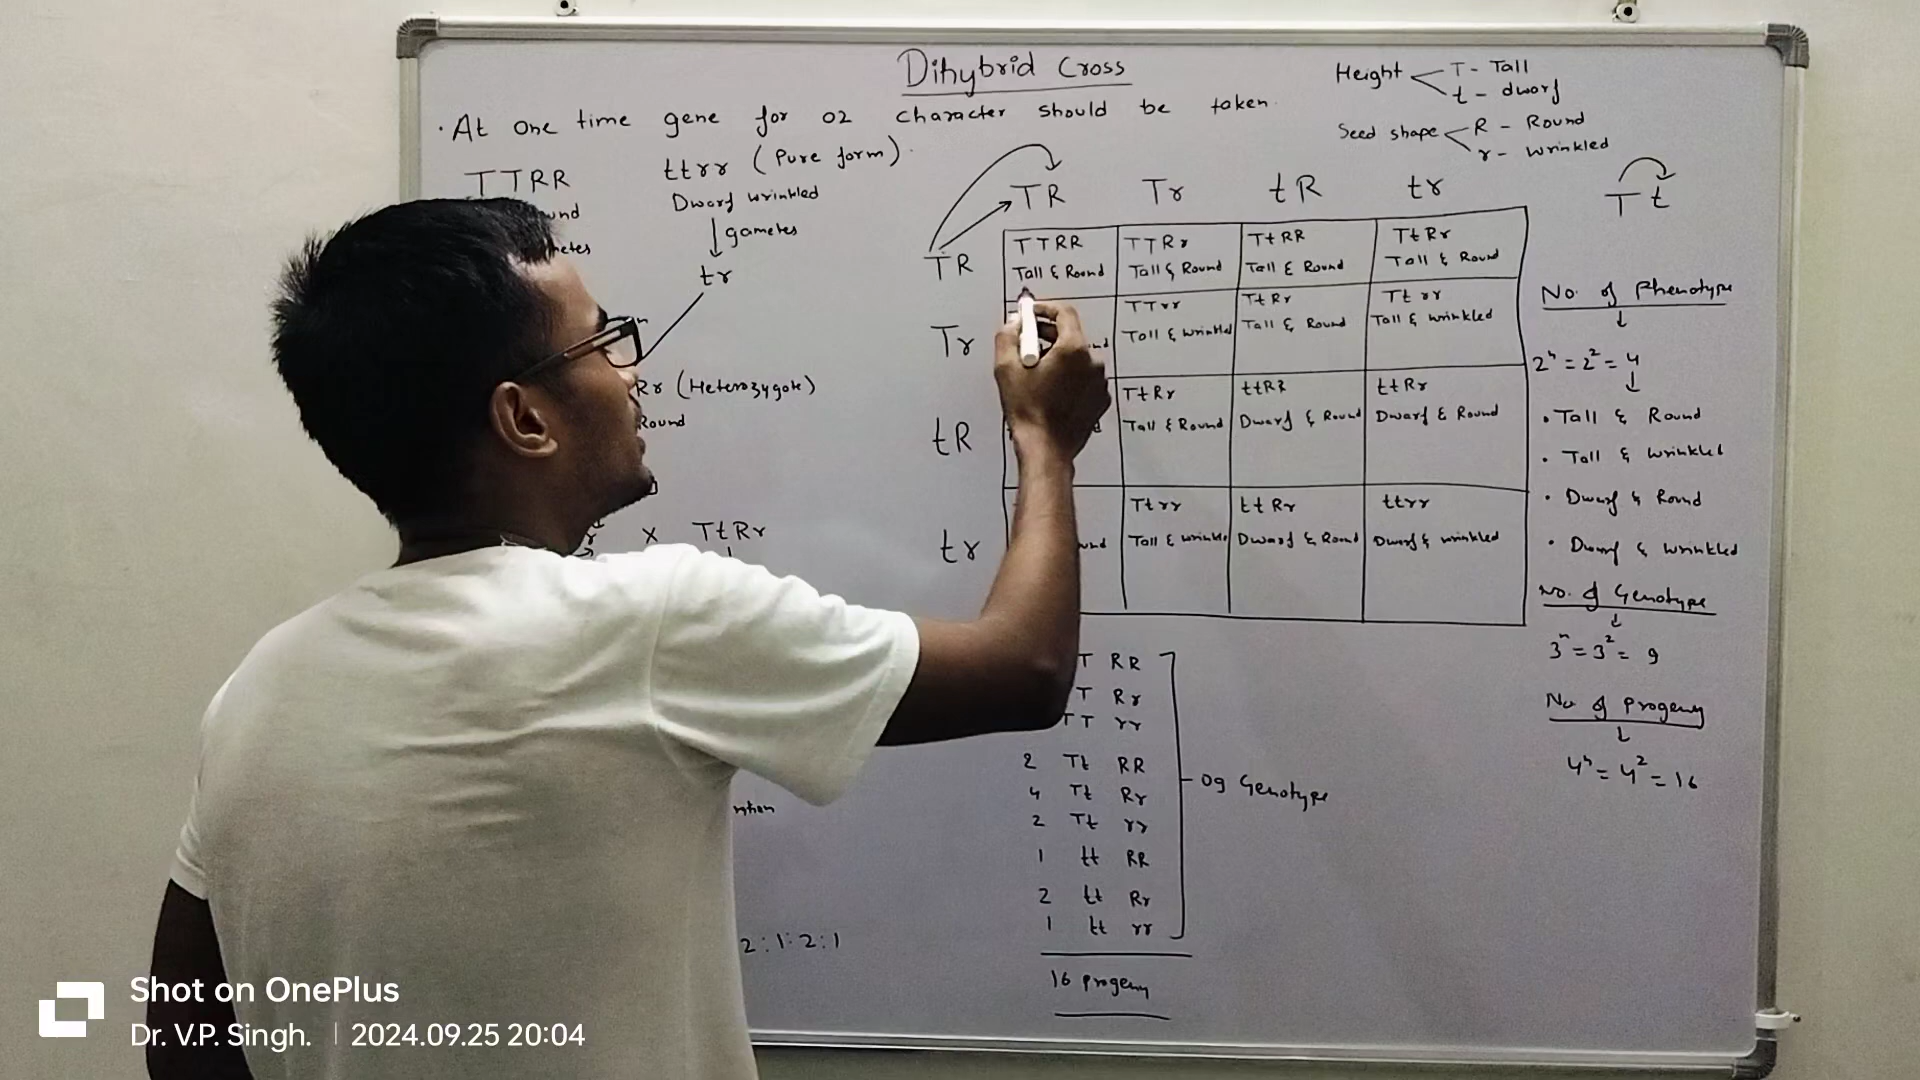 Dihybrid Cross
• At one time gene for 02 character should be taken.
Height
T - Tall
t - dwarf
Seed shape
R - Round
r - wrinkled
TTRR
ttrr (Pure form).
Dwarf wrinkled
gametes
tr
Rr (Heterozygote)
Round
X TtRr
2:1:2:1
TR Tr tR tr
TR
TTRR TTRr TtRR TtRr
Tall & Round Tall & Round Tall & Round Tall & Round
Tr
TTrr TtRr Ttrr
Tall & wrinkled Tall & Round Tall & wrinkled
tR
TtRr ttRR ttRr
Tall & Round Dwarf & Round Dwarf & Round
tr
Ttrr ttRr ttrr
Tall & wrinkle Dwarf & Round Dwarf & wrinkled
T RR
T Rr
TT rr
2 Tt RR
4 Tt Rr
2 Tt rr
1 tt RR
2 tt Rr
1 tt rr
09 Genotype
16 Progeny
T t
No. of Phenotype
↓
2ⁿ = 2² = 4
↓
• Tall & Round
• Tall & wrinkled
• Dwarf & Round
• Dwarf & wrinkled
No. of Genotype
↓
3ⁿ = 3² = 9
No of Progeny
↓
4ⁿ = 4² = 16
Shot on OnePlus
Dr. V.P. Singh. | 2024.09.25 20:04